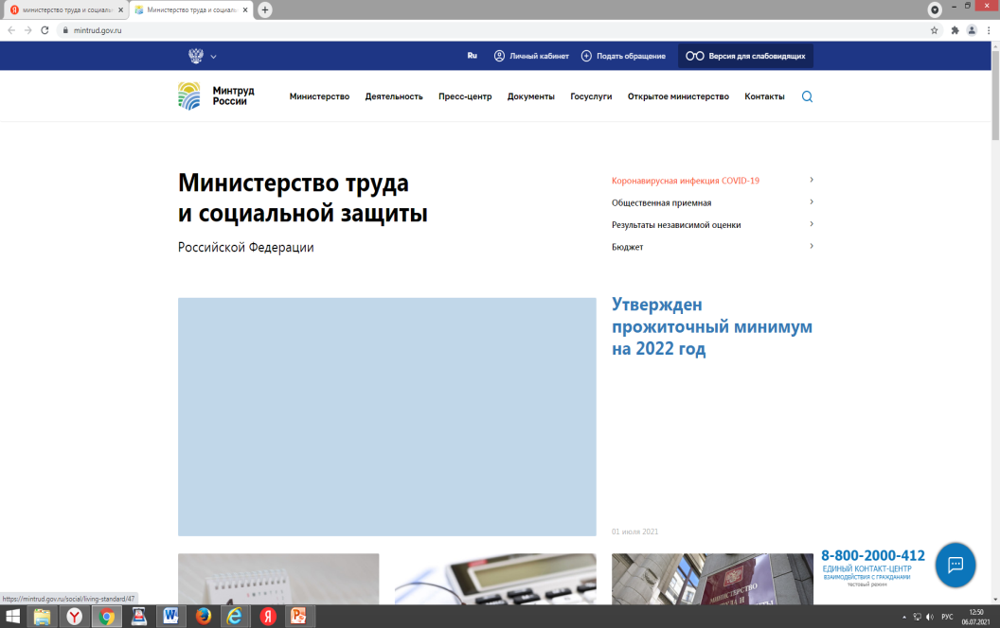 министерство труда и социаль
Министерство труда и социаль
mintrud.gov.ru
Ru
Личный кабинет
Подать обращение
Версия для слабовидящих
Минтруд
России
Министерство
Деятельность
Пресс-центр
Документы
Госуслуги
Открытое министерство
Контакты
Министерство труда
и социальной защиты
Российской Федерации
Коронавирусная инфекция COVID-19
Общественная приемная
Результаты независимой оценки
Бюджет
Утвержден
прожиточный минимум
на 2022 год
01 июля 2021
МИНИСТЕРСТВО
8-800-2000-412
ЕДИНЫЙ КОНТАКТ-ЦЕНТР
ВЗАИМОДЕЙСТВИЯ С ГРАЖДАНАМИ
тестовый режим
https://mintrud.gov.ru/social/living-standard/47
РУС
12:50
06.07.2021